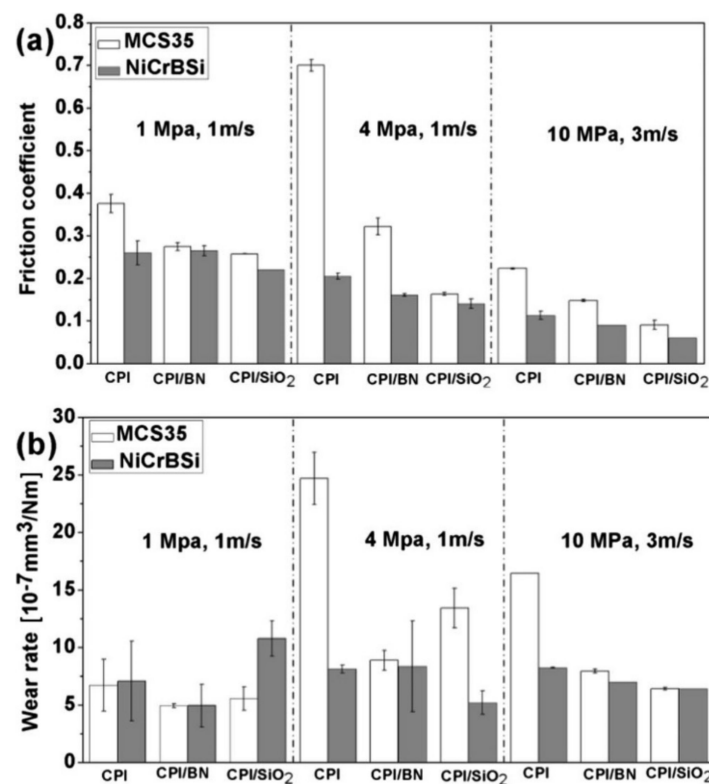 (a)
MCS35
NiCrBSi
1 Mpa, 1m/s
4 Mpa, 1m/s
10 MPa, 3m/s
Friction coefficient
0.8
0.7
0.6
0.5
0.4
0.3
0.2
0.1
0.0
CPI CPI/BN CPI/SiO₂ CPI CPI/BN CPI/SiO₂ CPI CPI/BN CPI/SiO₂
(b)
MCS35
NiCrBSi
1 Mpa, 1m/s
4 Mpa, 1m/s
10 MPa, 3m/s
Wear rate [10⁻⁷mm³/Nm]
30
25
20
15
10
5
0
CPI CPI/BN CPI/SiO₂ CPI CPI/BN CPI/SiO₂ CPI CPI/BN CPI/SiO₂